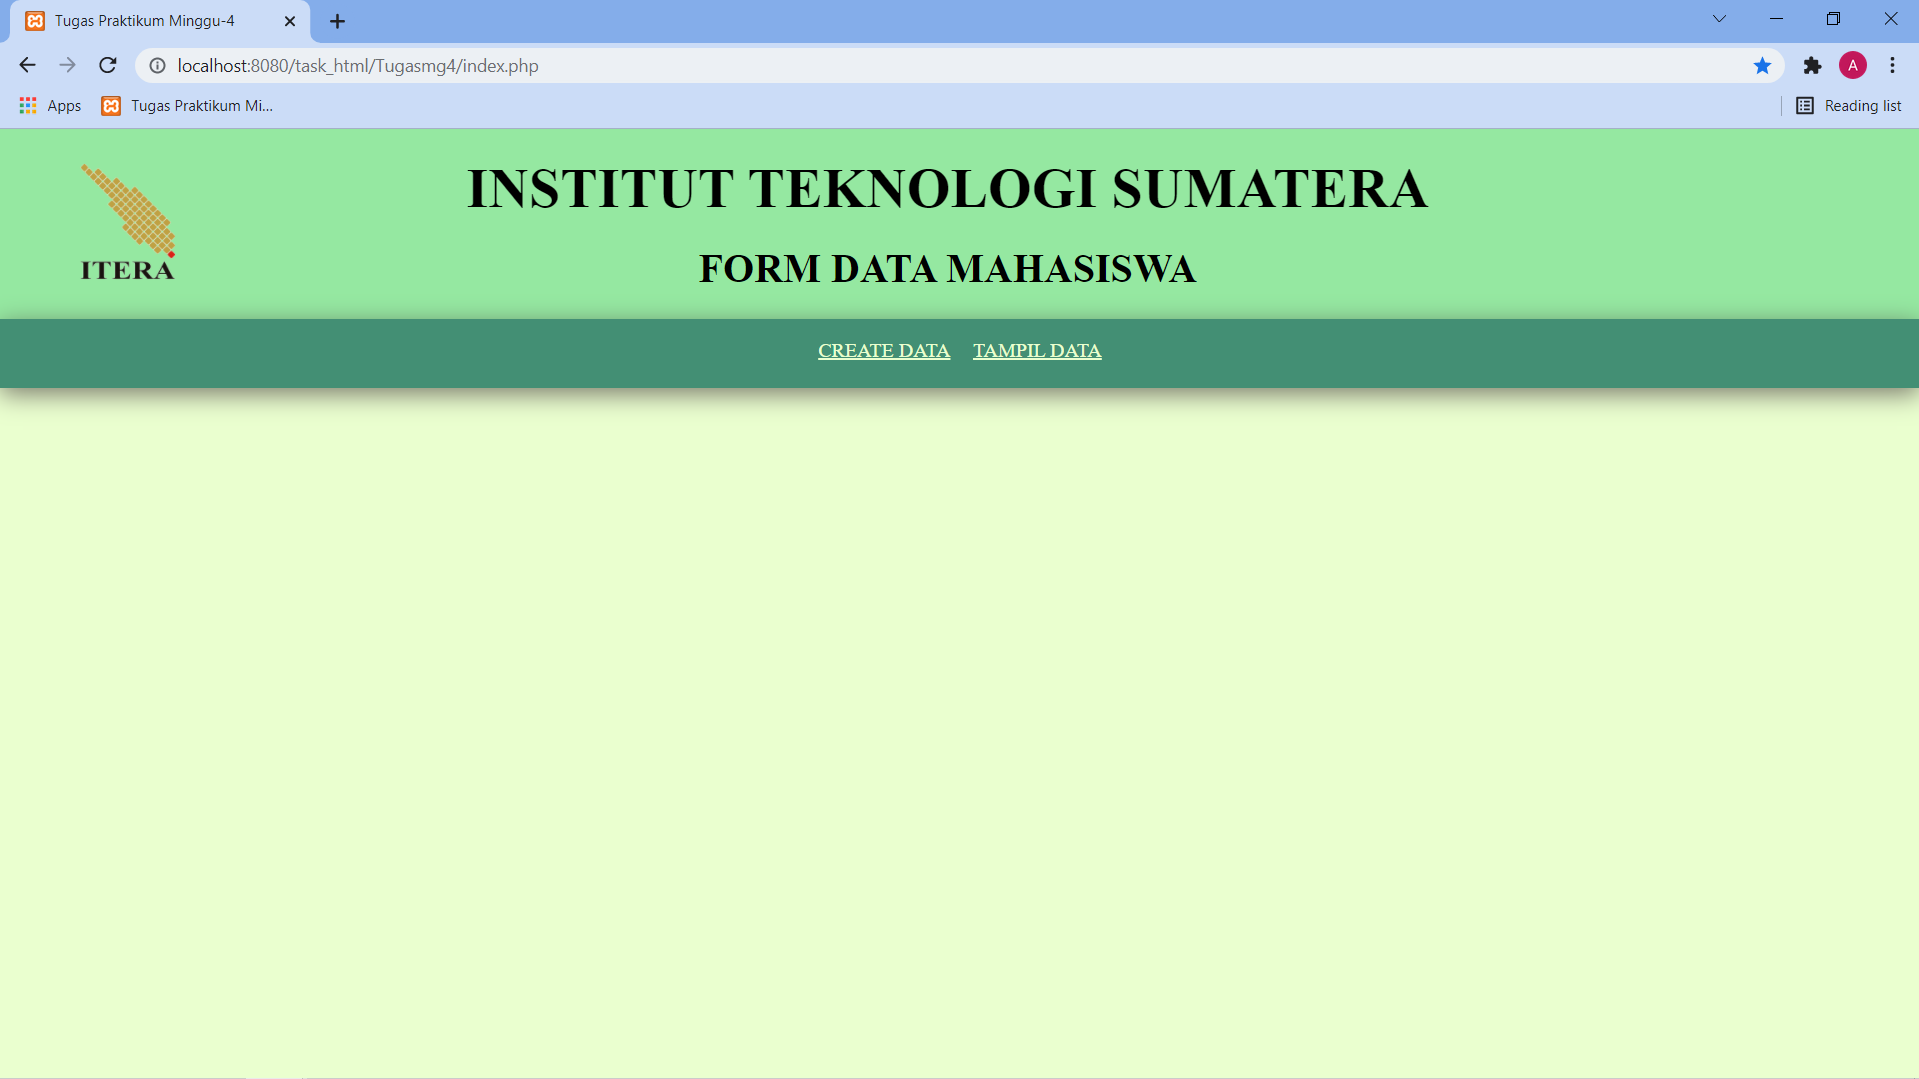 Tugas Praktikum Minggu-4
localhost:8080/task_html/Tugasmg4/index.php
A
Apps
Tugas Praktikum Mi...
Reading list
ITERA
INSTITUT TEKNOLOGI SUMATERA
FORM DATA MAHASISWA
CREATE DATA TAMPIL DATA